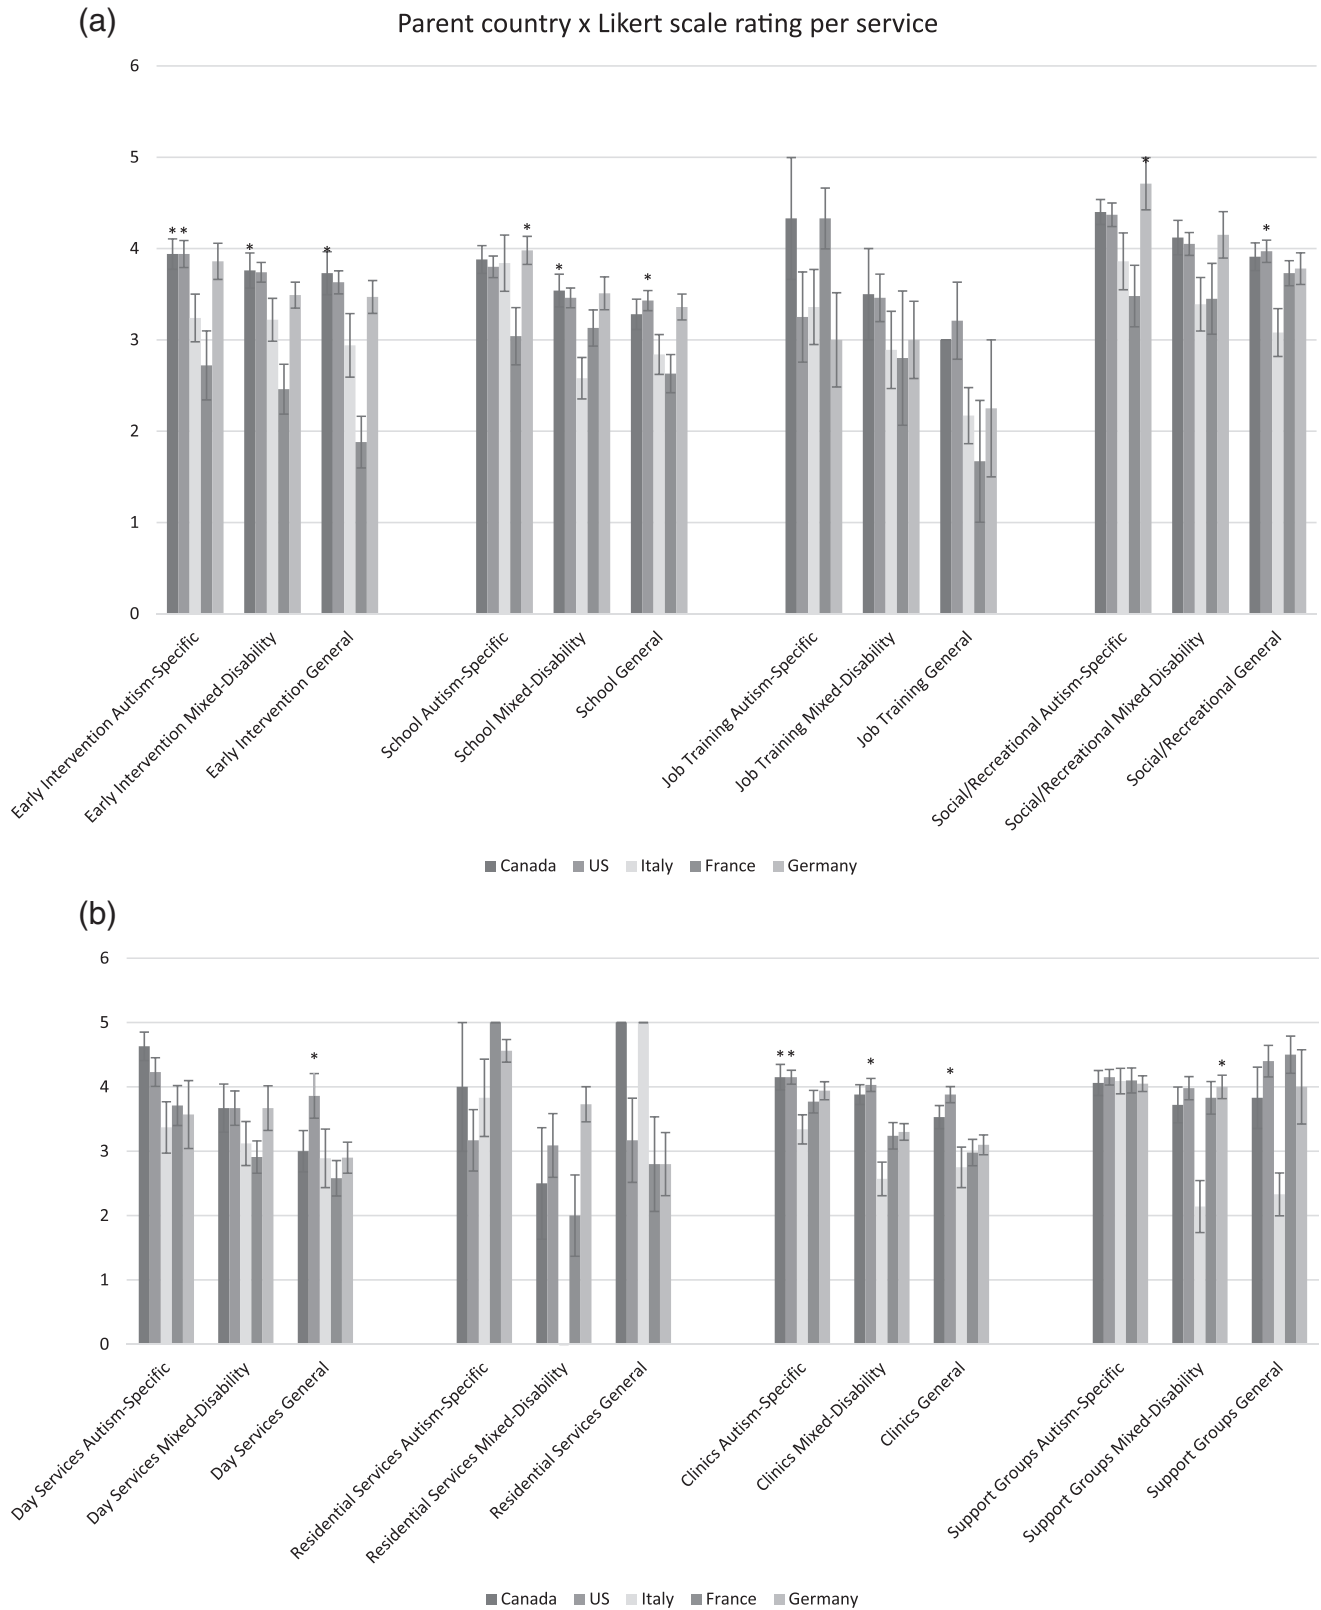 (a)
Parent country x Likert scale rating per service
6
5
4
3
2
1
0
* *
*
*
*
*
*
*
*
Early Intervention Autism-Specific
Early Intervention Mixed-Disability
Early Intervention General
School Autism-Specific
School Mixed-Disability
School General
Job Training Autism-Specific
Job Training Mixed-Disability
Job Training General
Social/Recreational Autism-Specific
Social/Recreational Mixed-Disability
Social/Recreational General
Canada US Italy France Germany
(b)
6
5
4
3
2
1
0
*
* *
*
*
*
Day Services Autism-Specific
Day Services Mixed-Disability
Day Services General
Residential Services Autism-Specific
Residential Services Mixed-Disability
Residential Services General
Clinics Autism-Specific
Clinics Mixed-Disability
Clinics General
Support Groups Autism-Specific
Support Groups Mixed-Disability
Support Groups General
Canada US Italy France Germany